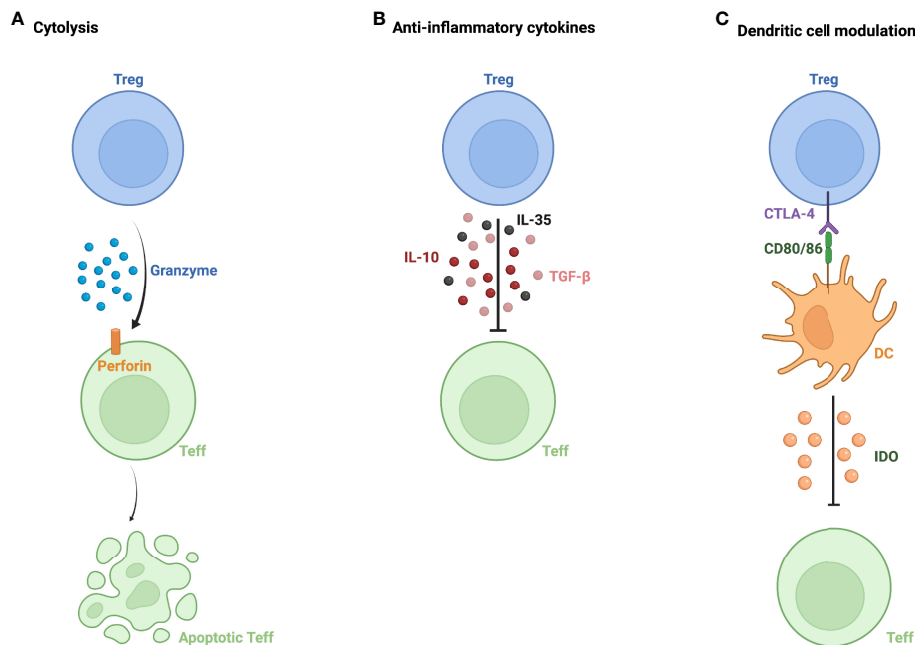 A Cytolysis
Treg
Granzyme
Perforin
Teff
Apoptotic Teff
B Anti-inflammatory cytokines
Treg
IL-35
IL-10
TGF-β
Teff
C Dendritic cell modulation
Treg
CTLA-4
CD80/86
DC
IDO
Teff